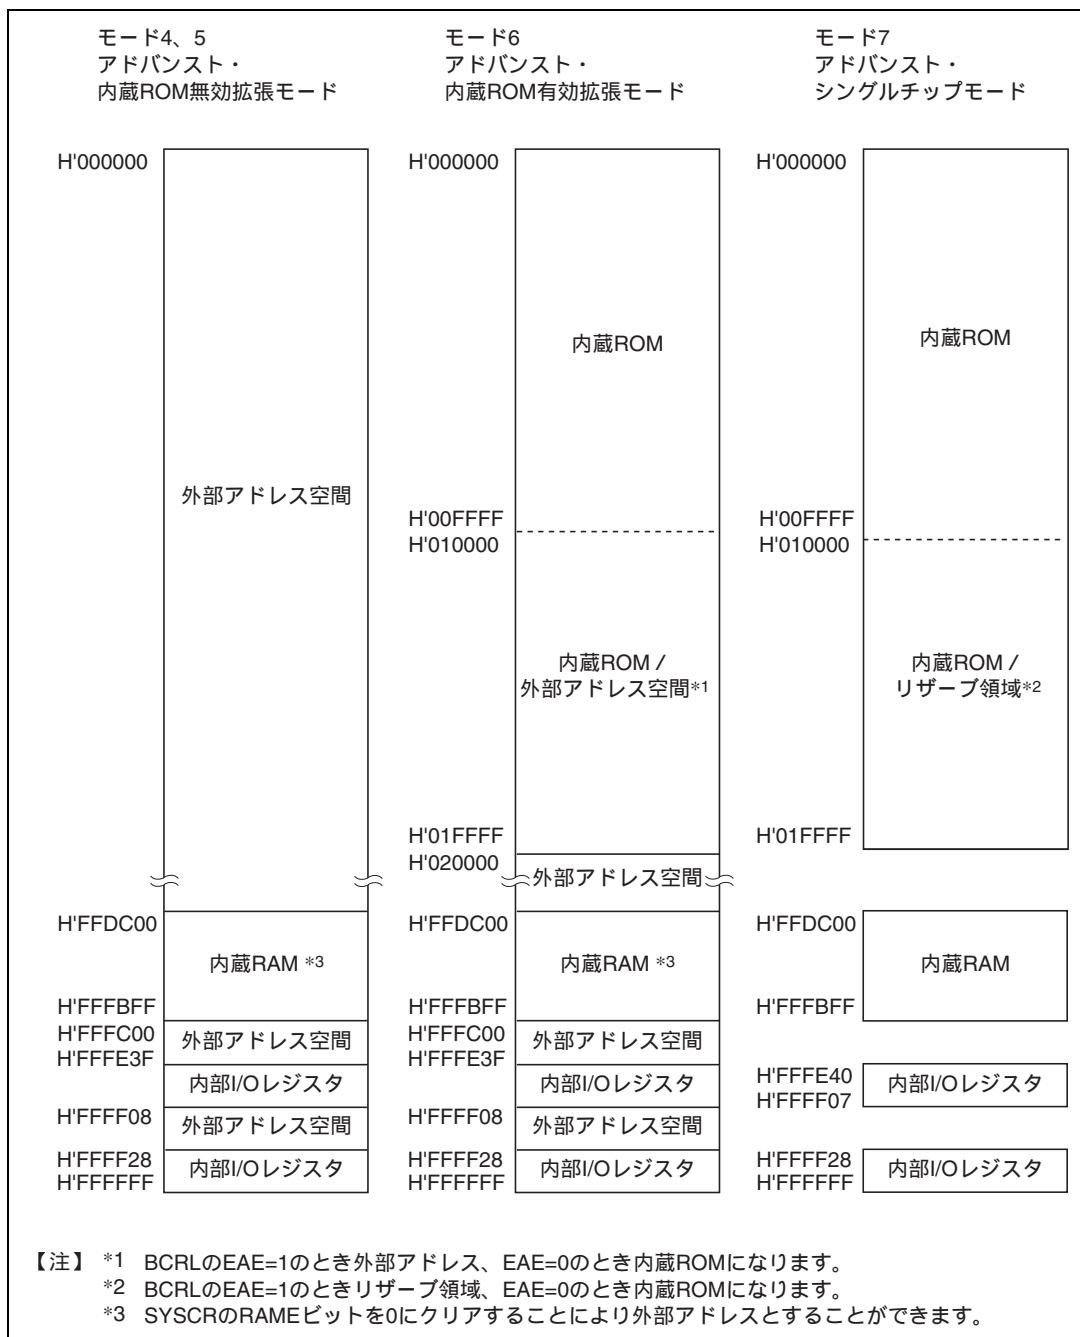 モード4、5
アドバンスト・
内蔵ROM無効拡張モード
H'000000
外部アドレス空間
H'FFDC00
内蔵RAM *3
H'FFFBFF
H'FFFC00
外部アドレス空間
H'FFFE3F
内部I/Oレジスタ
H'FFFF08
外部アドレス空間
H'FFFF28
内部I/Oレジスタ
H'FFFFFF
モード6
アドバンスト・
内蔵ROM有効拡張モード
H'000000
内蔵ROM
H'00FFFF
H'010000
内蔵ROM /
外部アドレス空間*1
H'01FFFF
H'020000
外部アドレス空間
H'FFDC00
内蔵RAM *3
H'FFFBFF
H'FFFC00
外部アドレス空間
H'FFFE3F
内部I/Oレジスタ
H'FFFF08
外部アドレス空間
H'FFFF28
内部I/Oレジスタ
H'FFFFFF
モード7
アドバンスト・
シングルチップモード
H'000000
内蔵ROM
H'00FFFF
H'010000
内蔵ROM /
リザーブ領域*2
H'01FFFF
H'FFDC00
内蔵RAM
H'FFFBFF
H'FFFE40
内部I/Oレジスタ
H'FFFF07
H'FFFF28
内部I/Oレジスタ
H'FFFFFF
【注】 *1 BCRLのEAE=1のとき外部アドレス、EAE=0のとき内蔵ROMになります。
*2 BCRLのEAE=1のときリザーブ領域、EAE=0のとき内蔵ROMになります。
*3 SYSCRのRAMEビットを0にクリアすることにより外部アドレスとすることができます。